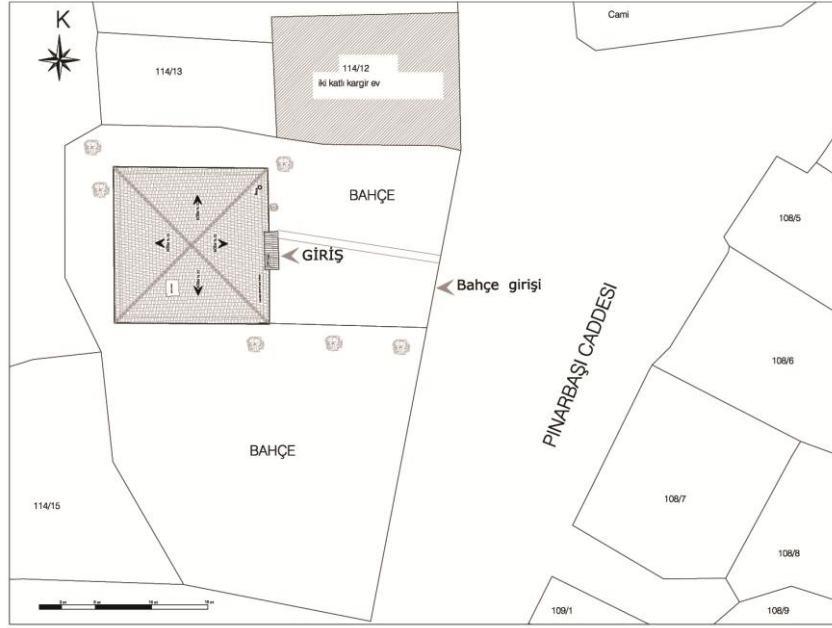 K
Cami
114/13
114/12
iki katlı kargir ev
BAHÇE
108/5
GİRİŞ
Bahçe girişi
PINARBAŞI CADDESİ
108/6
BAHÇE
114/15
108/7
108/8
109/1
108/9